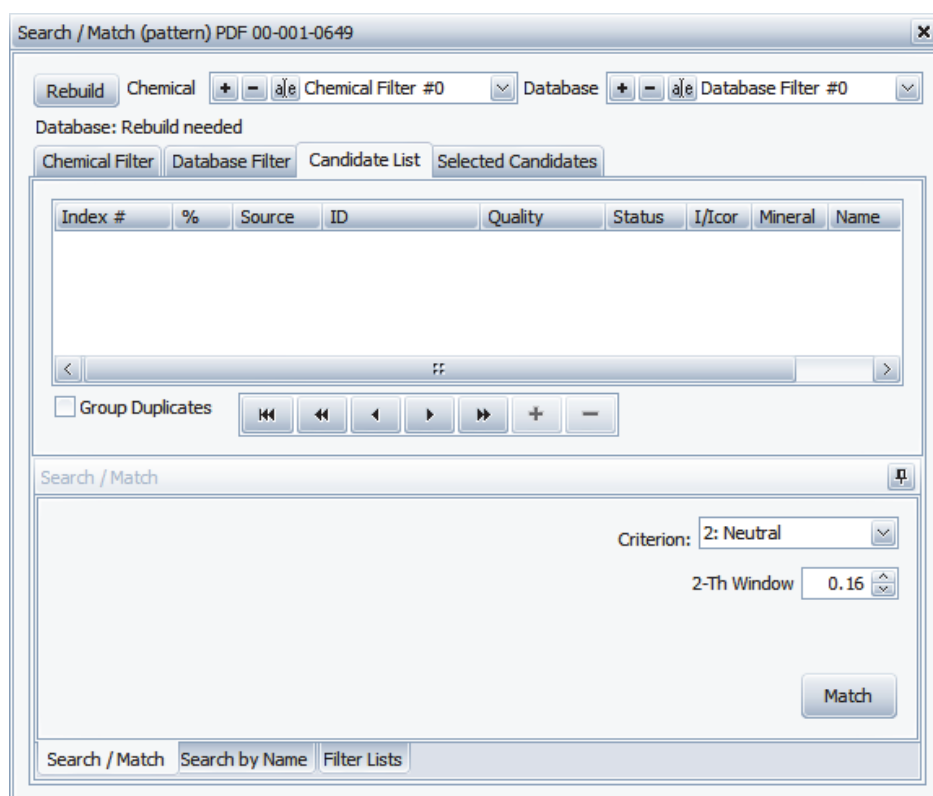 Search / Match (pattern) PDF 00-001-0649
Rebuild Chemical + - a|e Chemical Filter #0 Database + - a|e Database Filter #0
Database: Rebuild needed
Chemical Filter Database Filter Candidate List Selected Candidates
Index # % Source ID Quality Status I/Icor Mineral Name
Group Duplicates
Search / Match
Criterion: 2: Neutral
2-Th Window 0.16
Match
Search / Match Search by Name Filter Lists